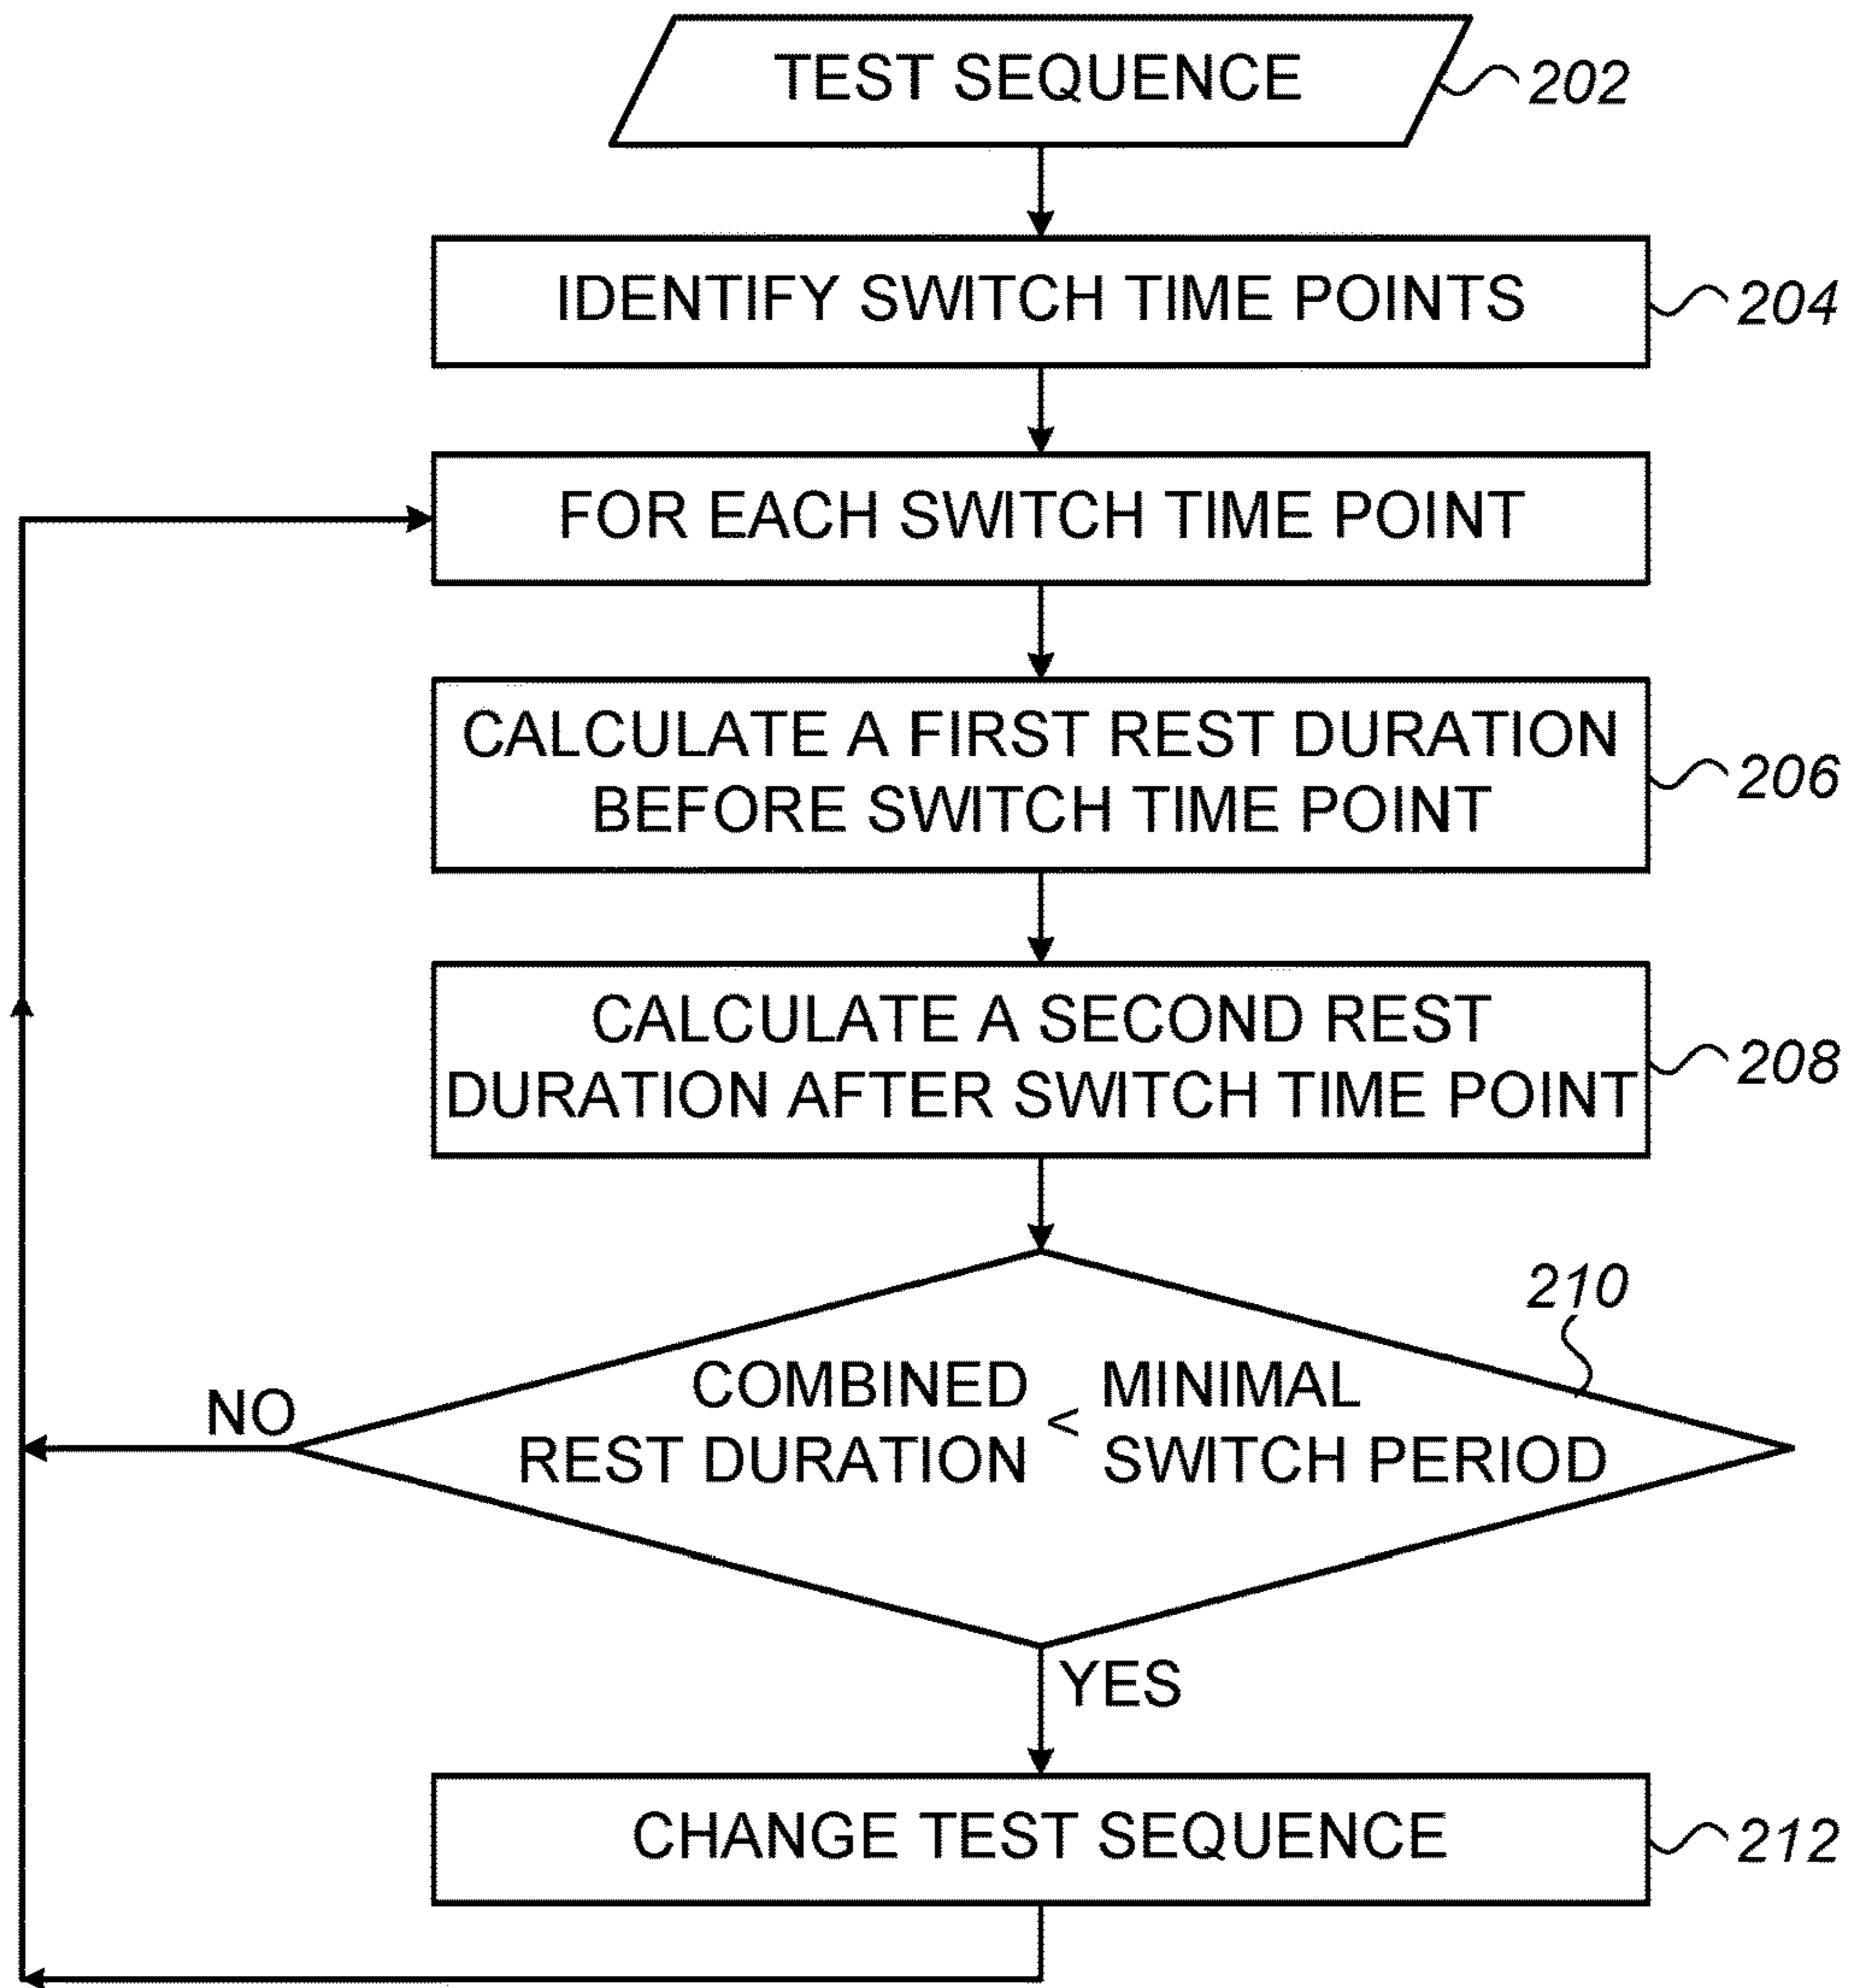 TEST SEQUENCE
202
IDENTIFY SWITCH TIME POINTS
204
FOR EACH SWITCH TIME POINT
CALCULATE A FIRST REST DURATION
BEFORE SWITCH TIME POINT
206
CALCULATE A SECOND REST
DURATION AFTER SWITCH TIME POINT
208
210
COMBINED < MINIMAL
REST DURATION SWITCH PERIOD
NO
YES
CHANGE TEST SEQUENCE
212